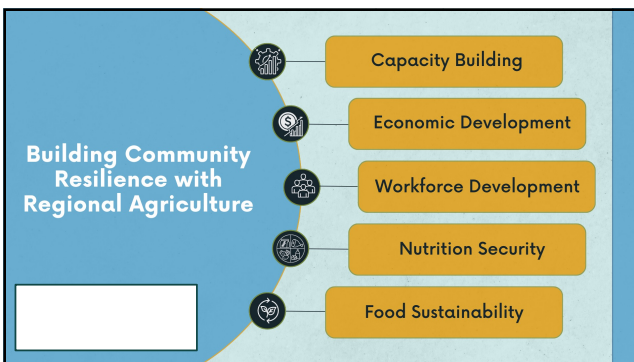 Building Community
Resilience with
Regional Agriculture
Capacity Building
Economic Development
Workforce Development
Nutrition Security
Food Sustainability